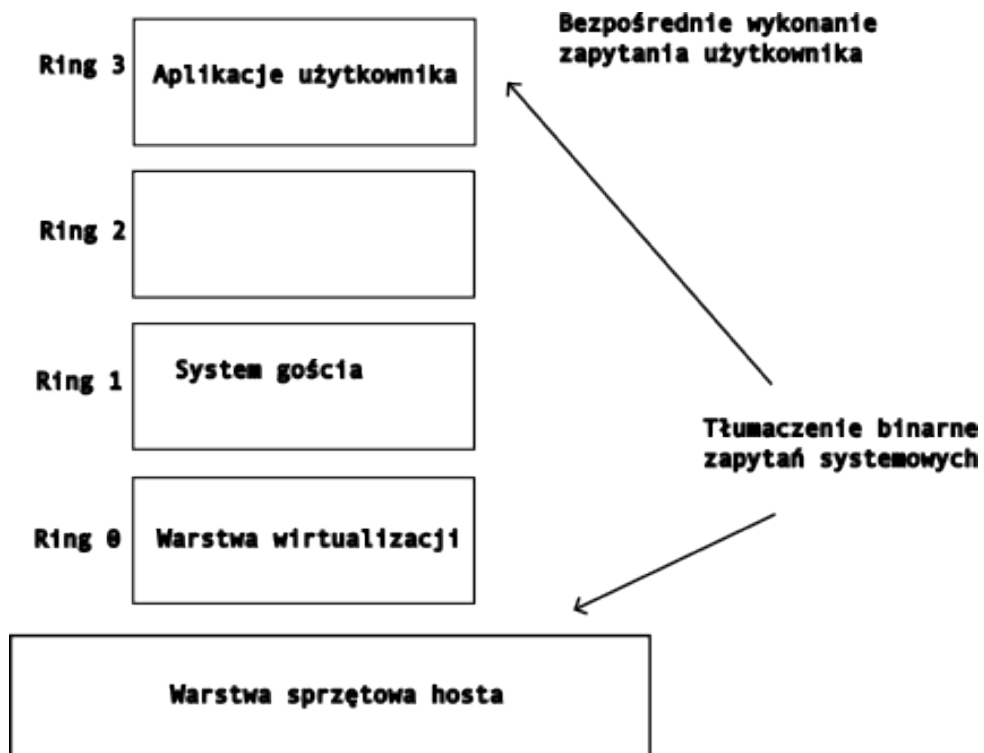 Bezpośrednie wykonanie
zapytania użytkownika
Ring 3
Aplikacje użytkownika
Ring 2
Ring 1
System gościa
Tłumaczenie binarne
zapytań systemowych
Ring 0
Warstwa wirtualizacji
Warstwa sprzętowa hosta